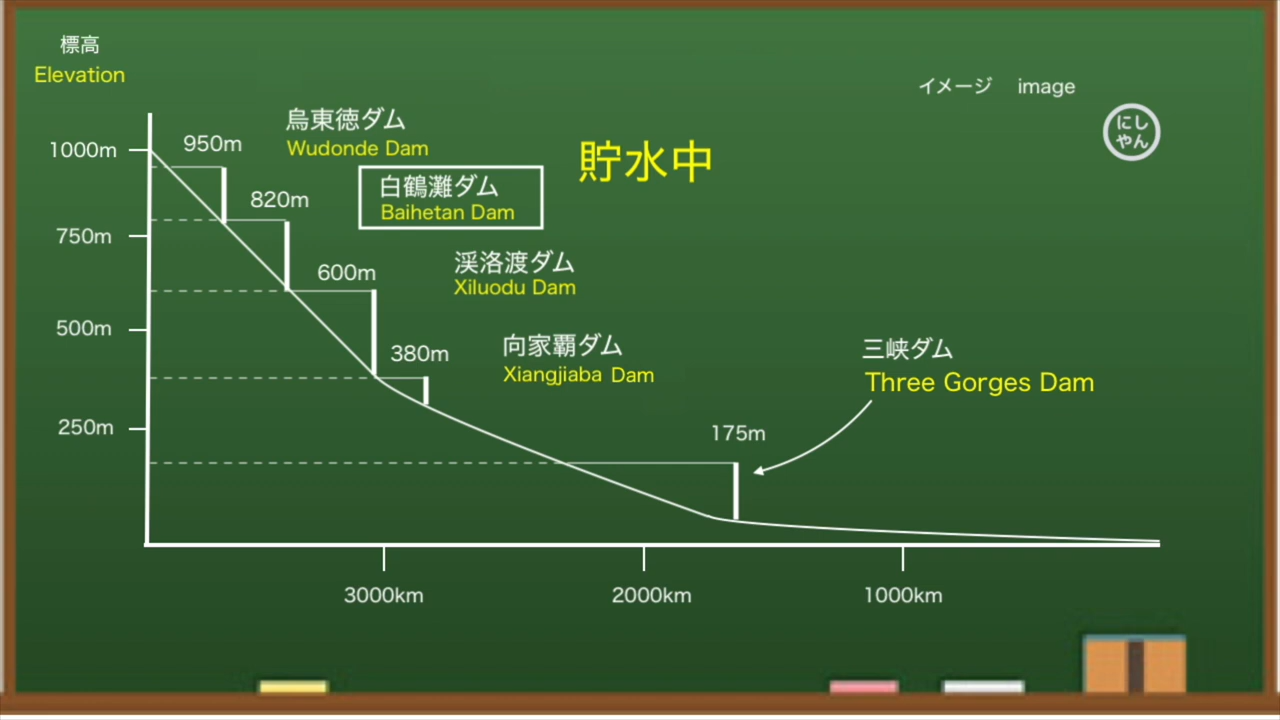 標高
Elevation
イメージ image
にし
やん
烏東徳ダム
Wudonde Dam
貯水中
白鶴灘ダム
Baihetan Dam
渓洛渡ダム
Xiluodu Dam
向家覇ダム
Xiangjiaba Dam
三峡ダム
Three Gorges Dam
1000m
750m
500m
250m
950m
820m
600m
380m
175m
3000km
2000km
1000km